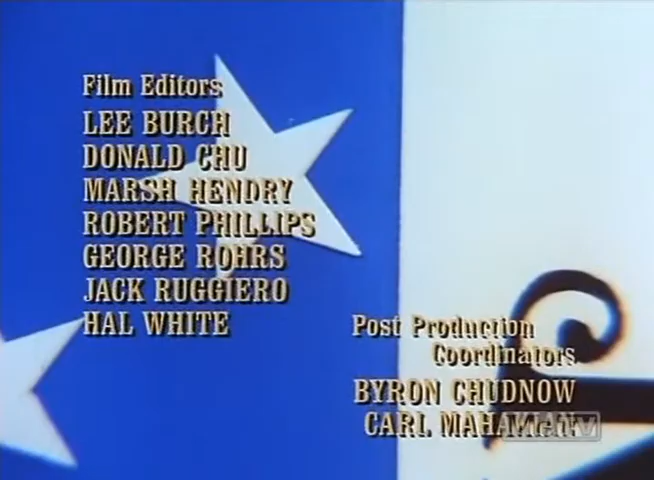 Film Editors
LEE BURCH
DONALD CHU
MARSH HENDRY
ROBERT PHILLIPS
GEORGE ROHRS
JACK RUGGIERO
HAL WHITE
Post Production
Coordinators
BYRON CHUDNOW
CARL